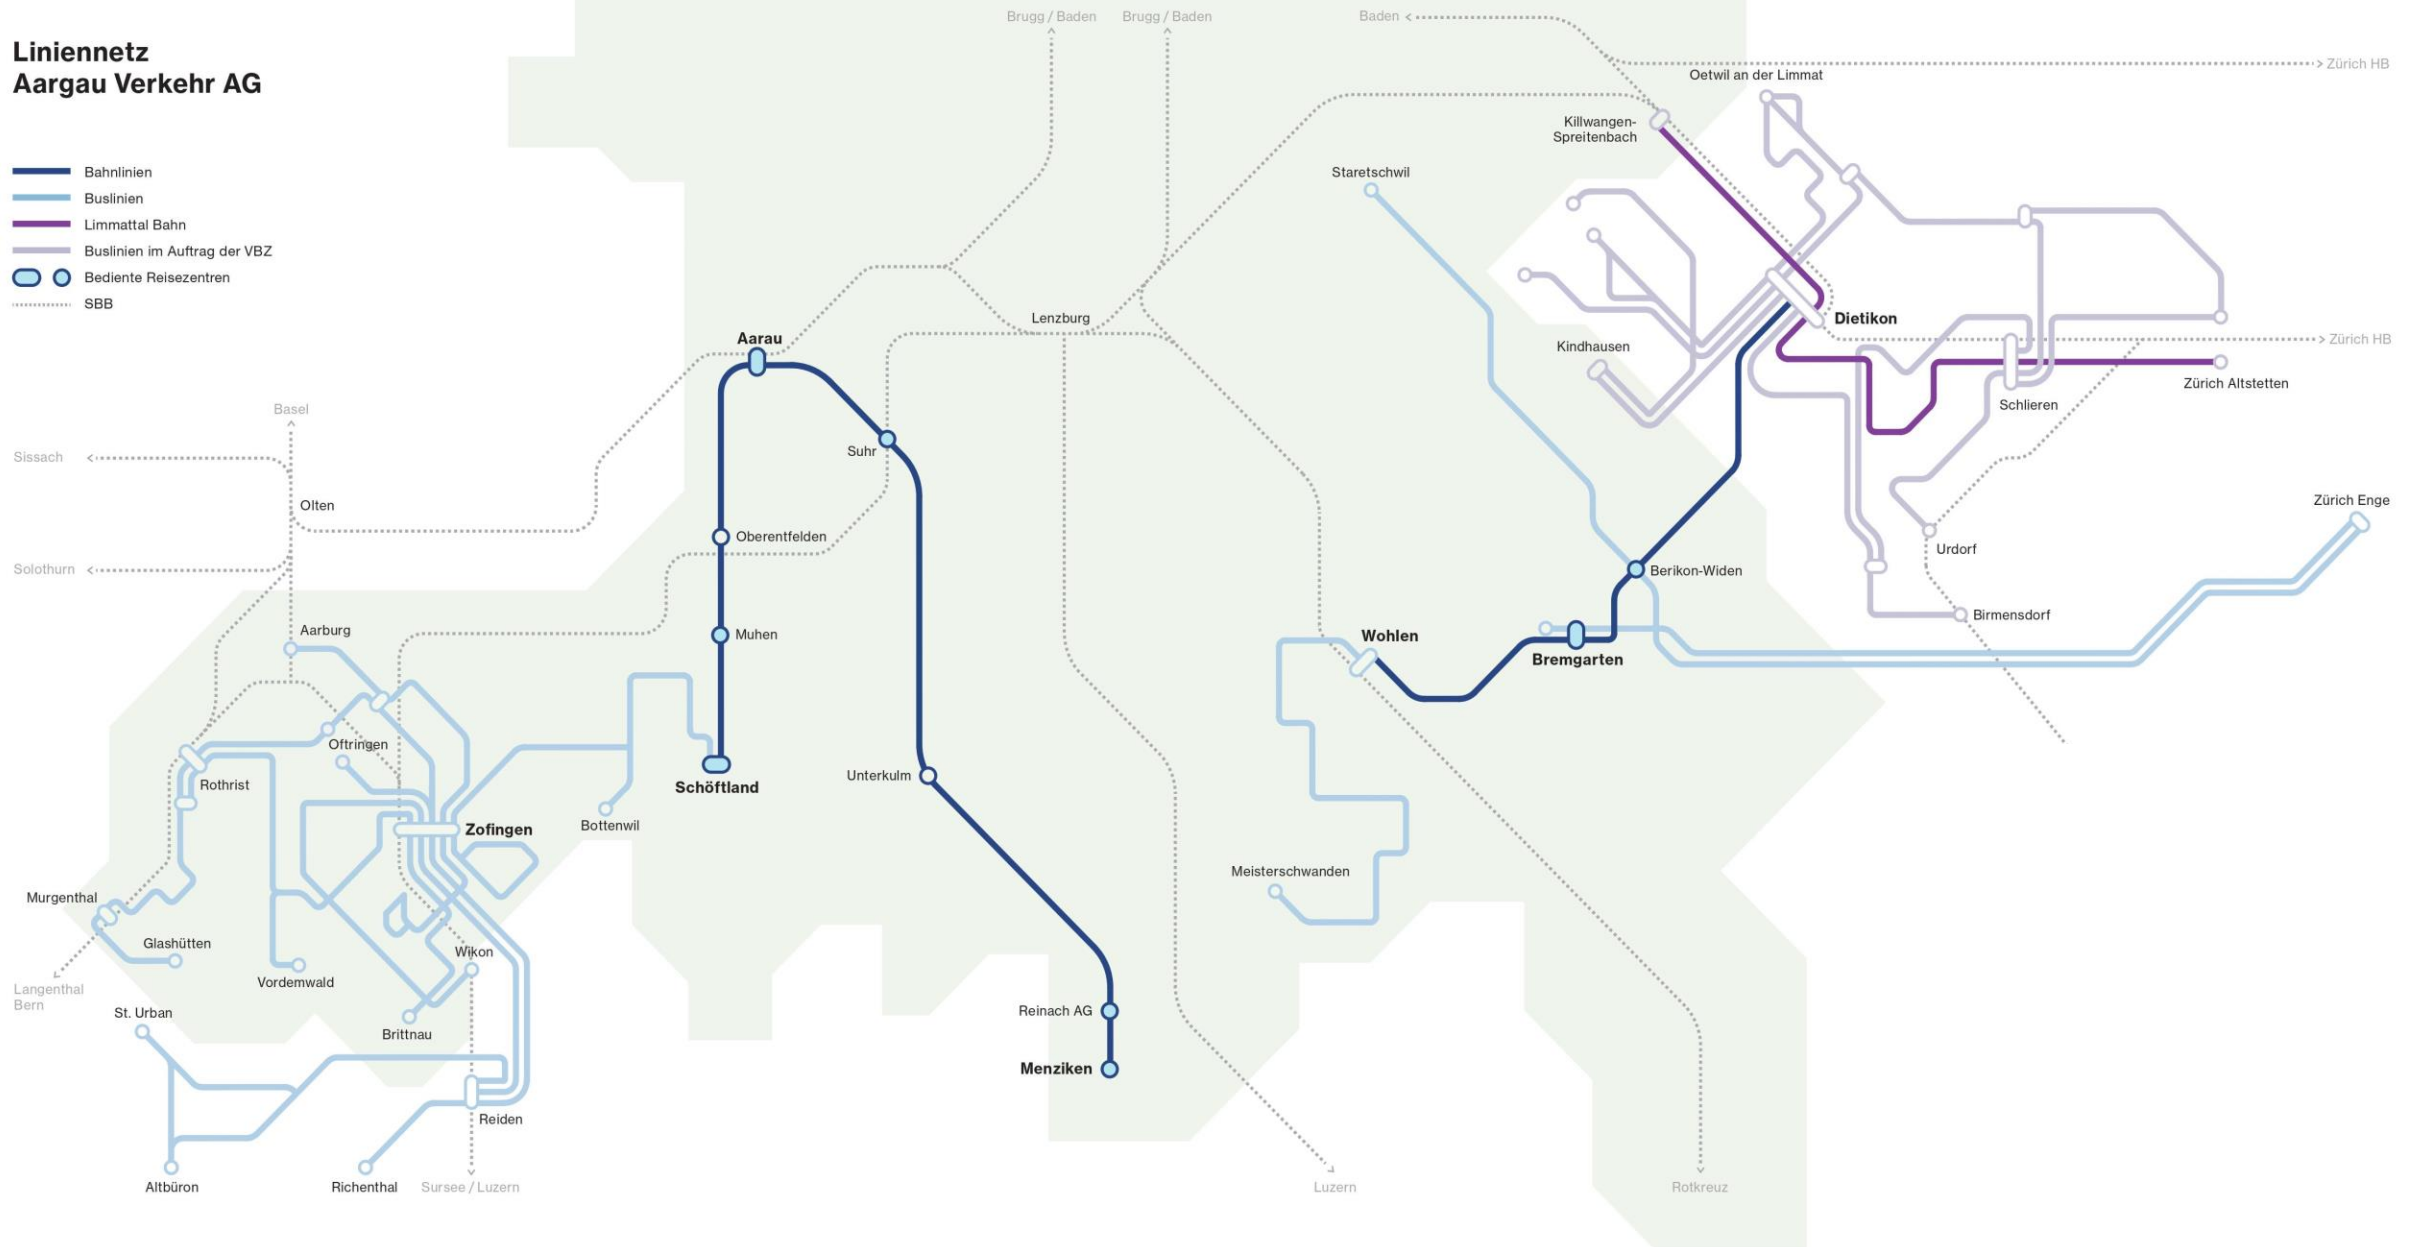 Liniennetz
Aargau Verkehr AG
Bahnlinien
Buslinien
Limmattal Bahn
Buslinien im Auftrag der VBZ
Bediente Reisezentren
SBB
Brugg / Baden
Brugg / Baden
Baden
Zürich HB
Oetwil an der Limmat
Killwangen-
Spreitenbach
Staretschwil
Lenzburg
Dietikon
Aarau
Zürich HB
Kindhausen
Zürich Altstetten
Schlieren
Basel
Suhr
Sissach
Olten
Zürich Enge
Oberentfelden
Urdorf
Solothurn
Berikon-Widen
Birmensdorf
Aarburg
Muhen
Wohlen
Bremgarten
Oftringen
Rothrist
Unterkulm
Schöftland
Bottenwil
Zofingen
Meisterschwanden
Murgenthal
Glashütten
Wikon
Vordemwald
Langenthal
Bern
St. Urban
Reinach AG
Brittnau
Menziken
Reiden
Altbüron
Richenthal
Sursee / Luzern
Luzern
Rotkreuz